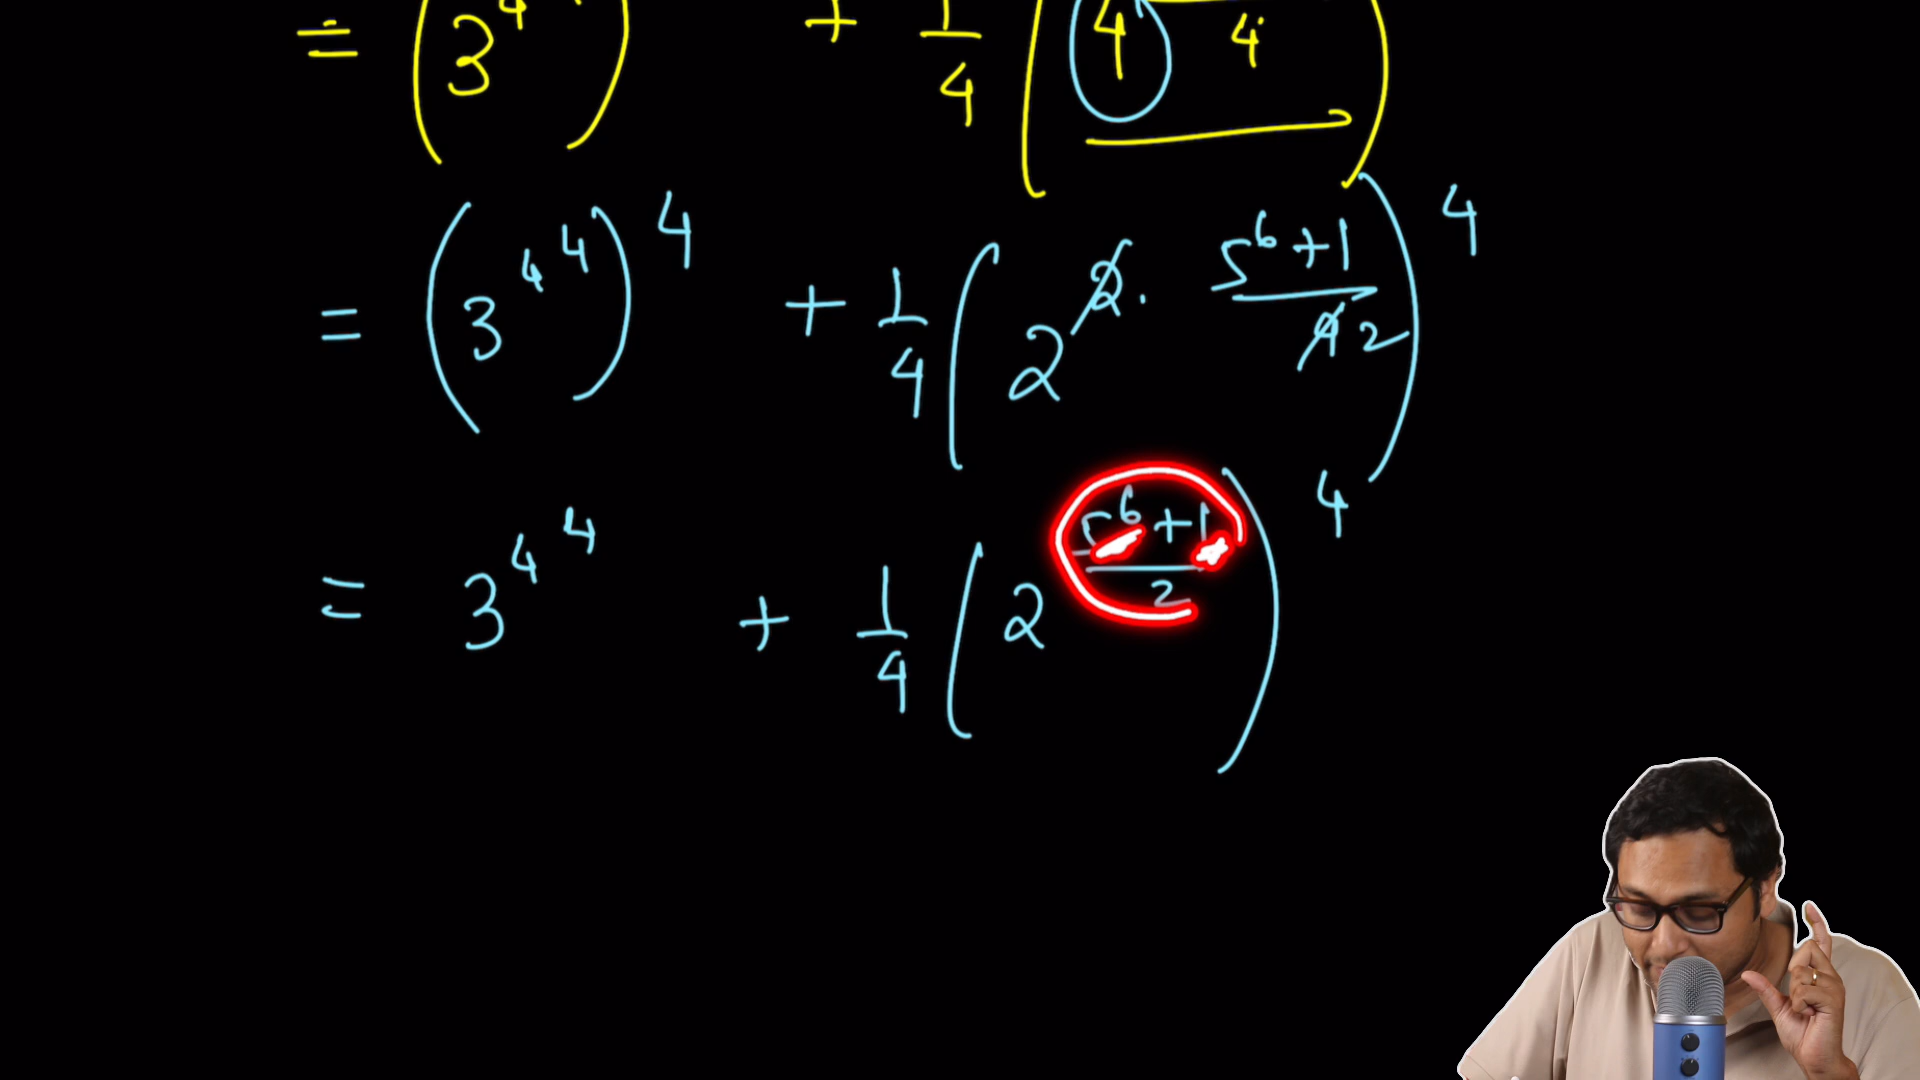 = (3^4) + 1/4 (4 4)
= (3^4^4)^4 + 1/4 (2^2 · (5^6+1)/4 2)^4
= 3^4^4 + 1/4 (2^((5^6+1)/2))^4